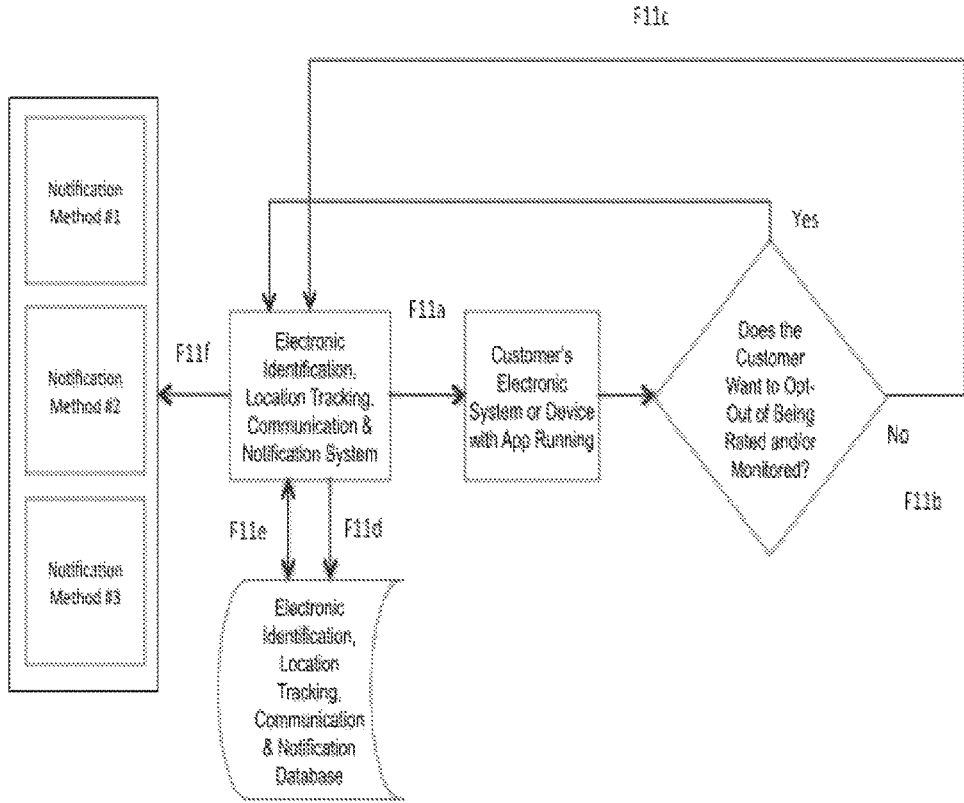 F11c
Notification
Method #1
Yes
F11a
F11f
Electronic
Identification,
Location Tracking,
Communication &
Notification System
Customer's
Electronic
System or Device
with App Running
Does the
Customer
Want to Opt-
Out of Being
Rated and/or
Monitored?
Notification
Method #2
No
F11b
F11e
F11d
Notification
Method #3
Electronic
Identification,
Location
Tracking,
Communication
& Notification
Database